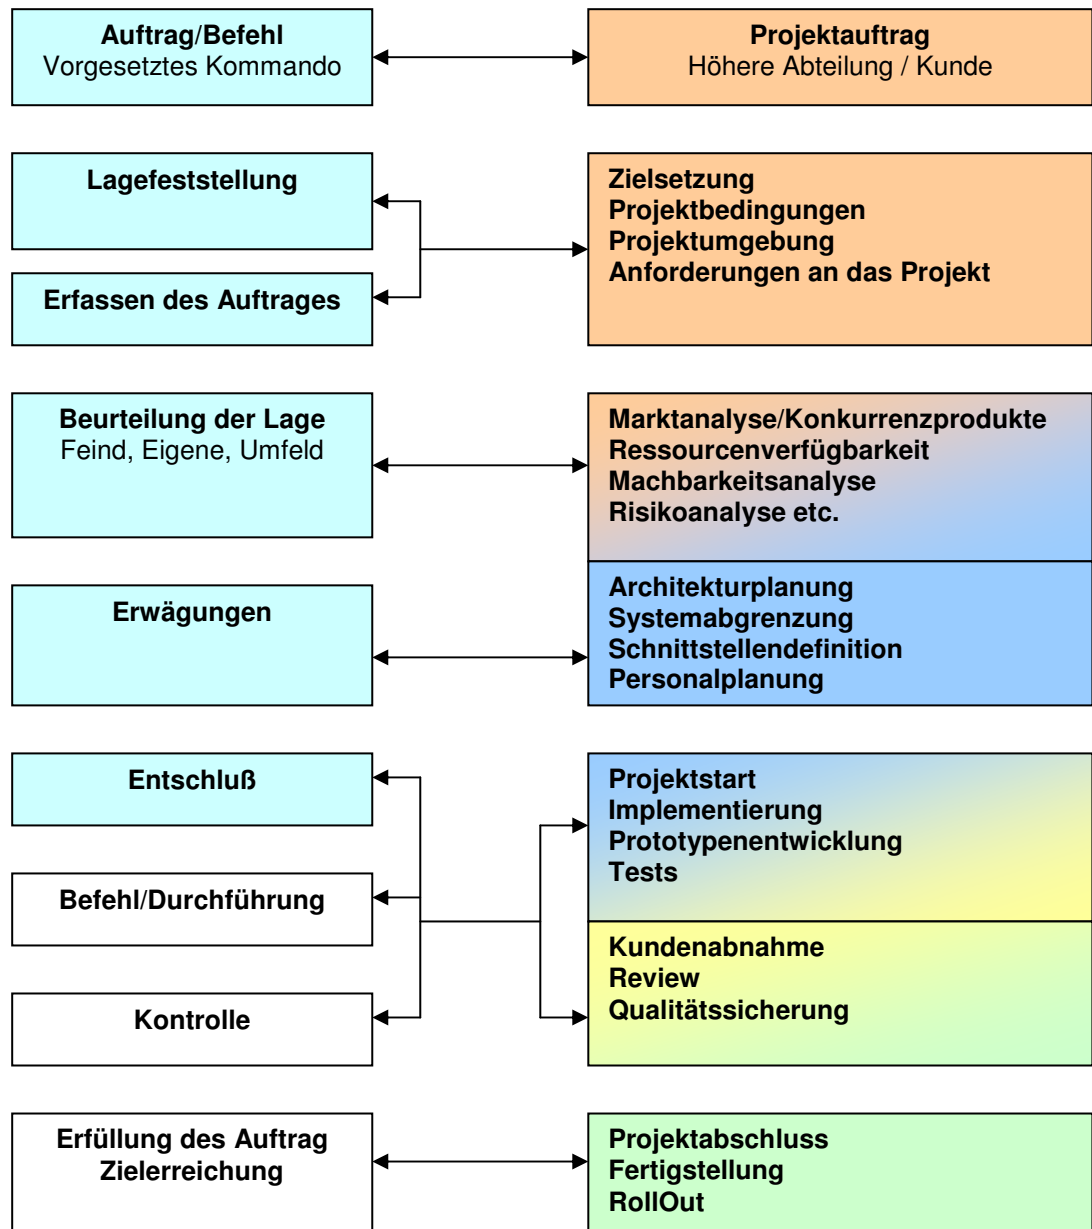 Auftrag/Befehl
Vorgesetztes Kommando
Projektauftrag
Höhere Abteilung / Kunde
Lagefeststellung
Erfassen des Auftrages
Zielsetzung
Projektbedingungen
Projektumgebung
Anforderungen an das Projekt
Beurteilung der Lage
Feind, Eigene, Umfeld
Marktanalyse/Konkurrenzprodukte
Ressourcenverfügbarkeit
Machbarkeitsanalyse
Risikoanalyse etc.
Erwägungen
Architekturplanung
Systemabgrenzung
Schnittstellendefinition
Personalplanung
Entschluß
Befehl/Durchführung
Kontrolle
Projektstart
Implementierung
Prototypenentwicklung
Tests
Kundenabnahme
Review
Qualitätssicherung
Erfüllung des Auftrag
Zielerreichung
Projektabschluss
Fertigstellung
RollOut